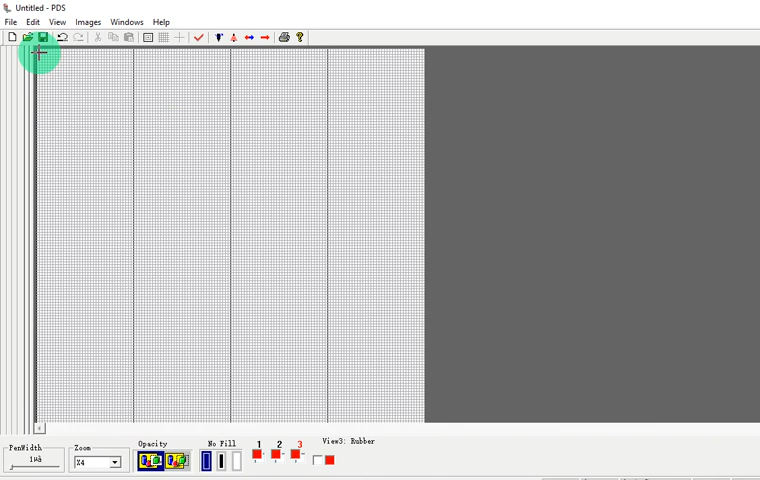 Untitled - PDS
File Edit View Images Windows Help
PenWidth
1µà
Zoom
X4
Opacity
No Fill
1 2 3
View3: Rubber